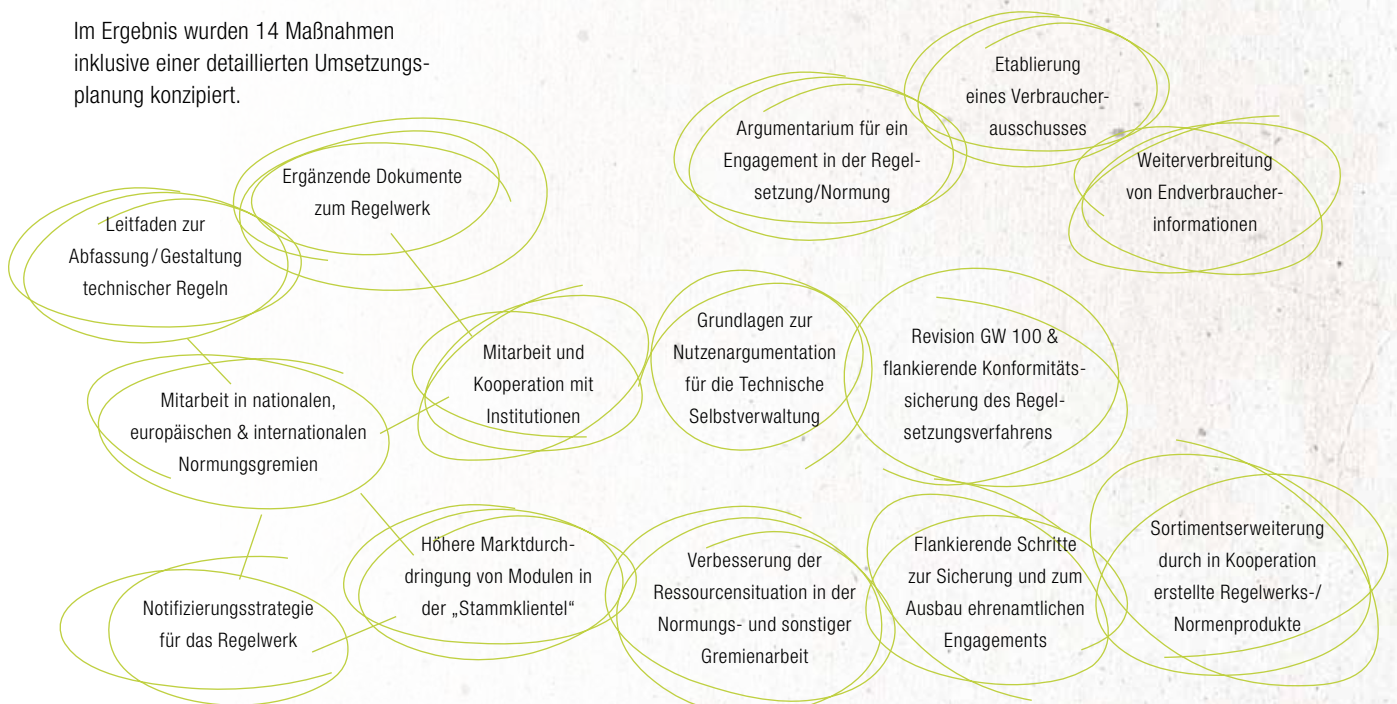 Im Ergebnis wurden 14 Maßnahmen
inklusive einer detaillierten Umsetzungs-
planung konzipiert.
Etablierung
eines Verbraucher-
ausschusses
Argumentarium für ein
Engagement in der Regel-
setzung/Normung
Weiterverbreitung
von Endverbraucher-
informationen
Ergänzende Dokumente
zum Regelwerk
Leitfaden zur
Abfassung/Gestaltung
technischer Regeln
Mitarbeit und
Kooperation mit
Institutionen
Grundlagen zur
Nutzenargumentation
für die Technische
Selbstverwaltung
Revision GW 100 &
flankierende Konformitäts-
sicherung des Regel-
setzungsverfahrens
Mitarbeit in nationalen,
europäischen & internationalen
Normungsgremien
Höhere Marktdurch-
dringung von Modulen in
der „Stammklientel“
Verbesserung der
Ressourcensituation in der
Normungs- und sonstiger
Gremienarbeit
Flankierende Schritte
zur Sicherung und zum
Ausbau ehrenamtlichen
Engagements
Sortimentserweiterung
durch in Kooperation
erstellte Regelwerks-/
Normenprodukte
Notifizierungsstrategie
für das Regelwerk